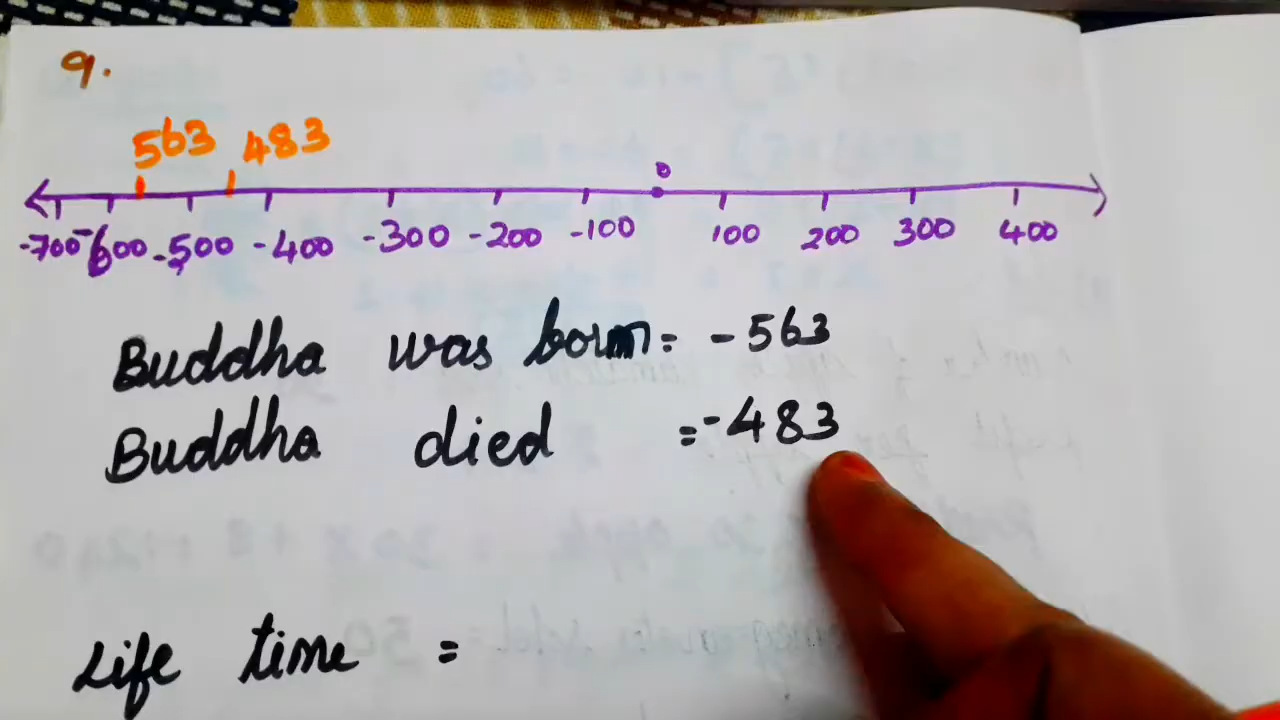 9.
563 483
0
-700 -600 -500 -400 -300 -200 -100 100 200 300 400
Buddha was born = -563
Buddha died = -483
Life time =